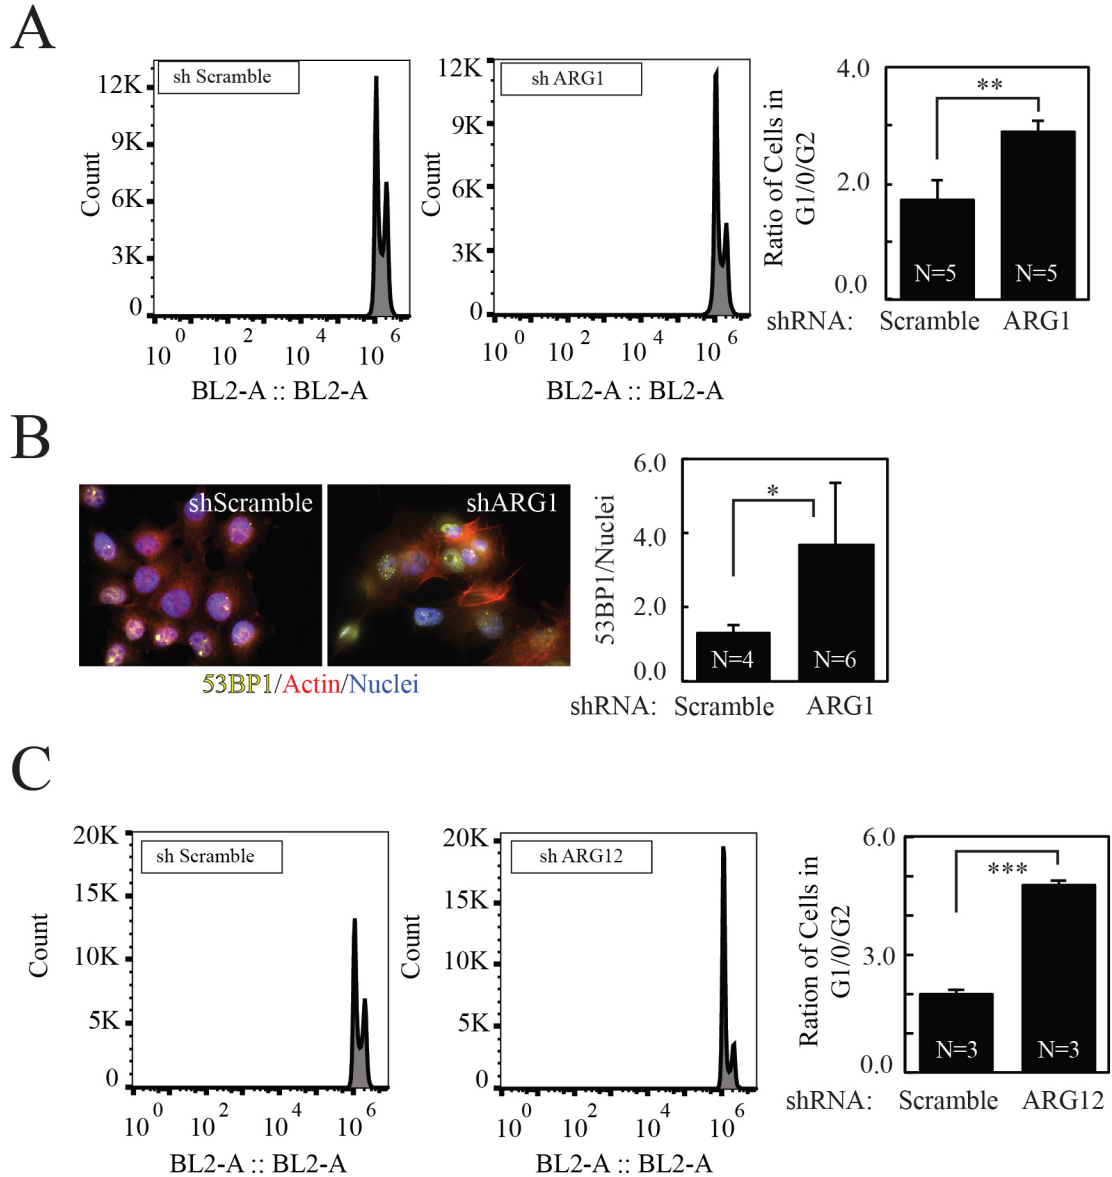 A
sh Scramble
12K
9K
6K
3K
0
Count
10 0 10 2 10 4 10 6
BL2-A :: BL2-A
sh ARG1
12K
9K
6K
3K
0
Count
10 0 10 2 10 4 10 6
BL2-A :: BL2-A
Ratio of Cells in
G1/0/G2
4.0
2.0
0.0
**
N=5 N=5
shRNA: Scramble ARG1
B
shScramble
shARG1
53BP1/Actin/Nuclei
53BP1/Nuclei
6.0
4.0
2.0
0.0
*
N=4 N=6
shRNA: Scramble ARG1
C
sh Scramble
20K
15K
10K
5K
0
Count
10 0 10 2 10 4 10 6
BL2-A :: BL2-A
sh ARG12
20K
15K
10K
5K
0
Count
10 0 10 2 10 4 10 6
BL2-A :: BL2-A
Ration of Cells in
G1/0/G2
6.0
3.0
0.0
***
N=3 N=3
shRNA: Scramble ARG12